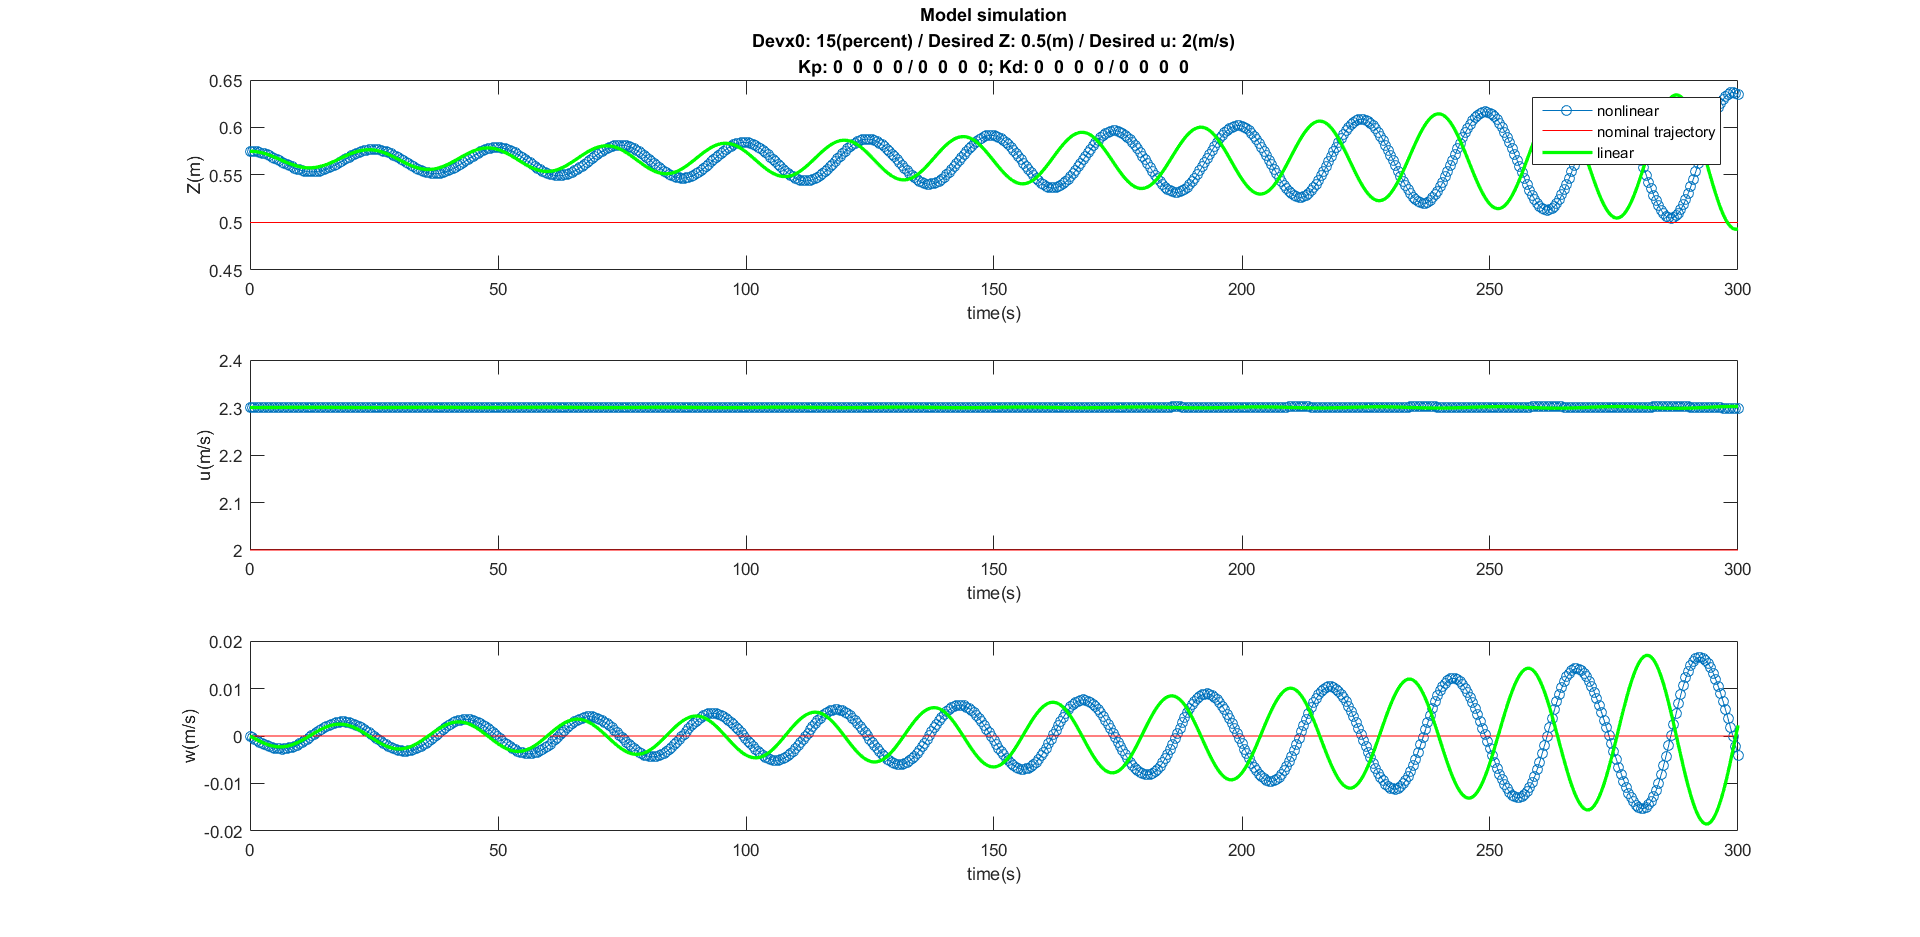 Model simulation
Devx0: 15(percent) / Desired Z: 0.5(m) / Desired u: 2(m/s)
Kp: 0 0 0 0 / 0 0 0 0; Kd: 0 0 0 0 / 0 0 0 0
0.65
0.6
0.55
0.5
0.45
Z(m)
nonlinear
nominal trajectory
linear
0 50 100 150 200 250 300
time(s)
2.4
2.3
2.2
2.1
2
u(m/s)
0 50 100 150 200 250 300
time(s)
0.02
0.01
0
-0.01
-0.02
w(m/s)
0 50 100 150 200 250 300
time(s)